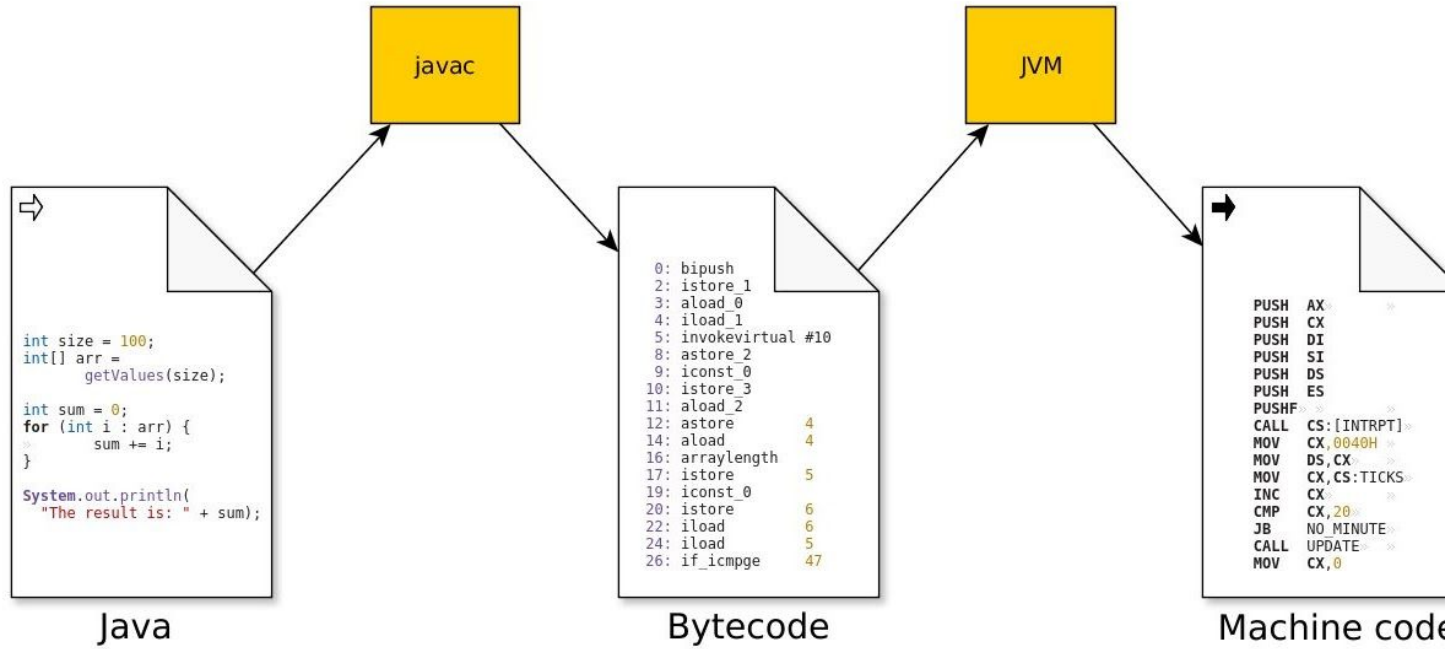 javac
JVM
int size = 100;
int[] arr =
getValues(size);
int sum = 0;
for (int i : arr) {
» sum += i;
}
System.out.println(
"The result is: " + sum);
Java
0: bipush
2: istore_1
3: aload_0
4: iload_1
5: invokevirtual #10
8: astore_2
9: iconst_0
10: istore_3
11: aload_2
12: astore 4
14: aload 4
16: arraylength
17: istore 5
19: iconst_0
20: istore 6
22: iload 6
24: iload 5
26: if_icmpge 47
Bytecode
PUSH AX» »
PUSH CX
PUSH DI
PUSH SI
PUSH DS
PUSH ES
PUSHF» » »
CALL CS:[INTRPT]»
MOV CX,0040H »
MOV DS,CX» »
MOV CX,CS:TICKS»
INC CX» »
CMP CX,20»
JB NO_MINUTE»
CALL UPDATE» »
MOV CX,0
Machine code